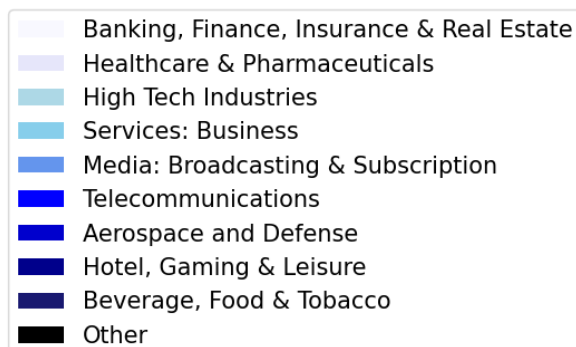 Banking, Finance, Insurance & Real Estate
Healthcare & Pharmaceuticals
High Tech Industries
Services: Business
Media: Broadcasting & Subscription
Telecommunications
Aerospace and Defense
Hotel, Gaming & Leisure
Beverage, Food & Tobacco
Other